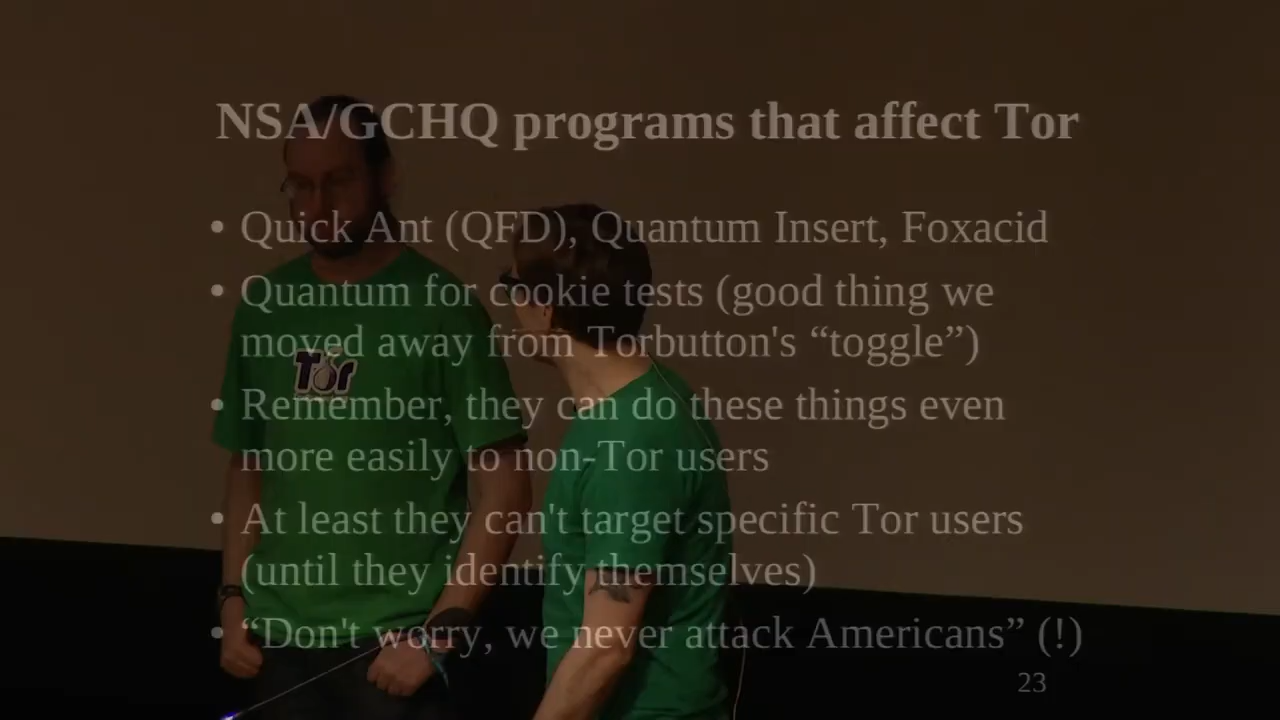 NSA/GCHQ programs that affect Tor
• Quick Ant (QFD), Quantum Insert, Foxacid
• Quantum for cookie tests (good thing we
moved away from Torbutton's “toggle”)
Tor
• Remember, they can do these things even
more easily to non-Tor users
• At least they can't target specific Tor users
(until they identify themselves)
• “Don't worry, we never attack Americans” (!)
23